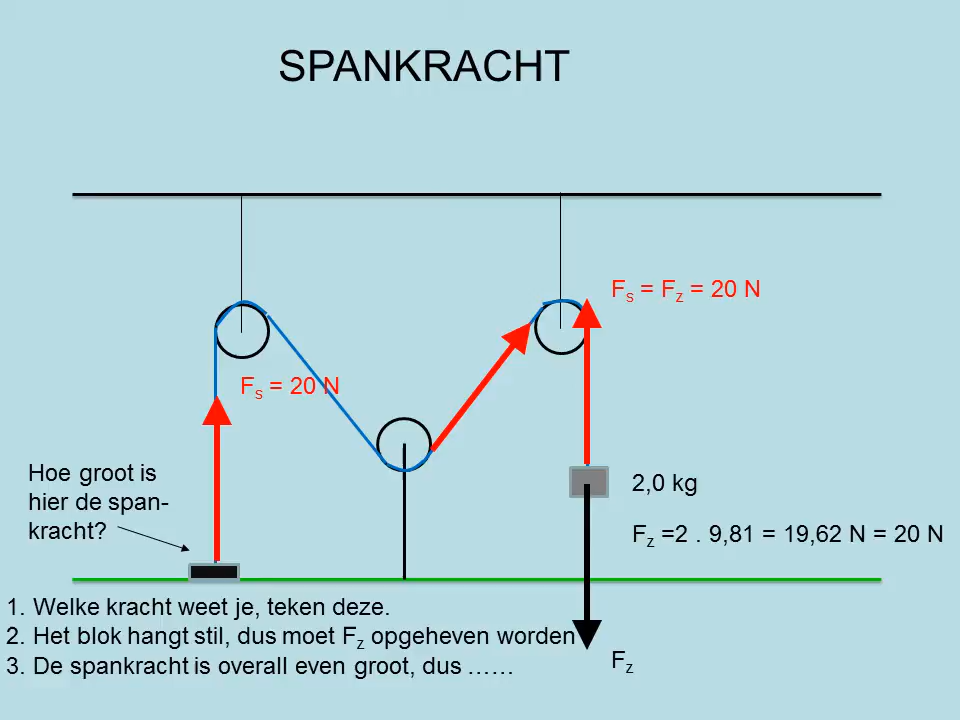 SPANKRACHT
Fs = Fz = 20 N
Fs = 20 N
Hoe groot is
hier de span-
kracht?
2,0 kg
Fz =2 . 9,81 = 19,62 N = 20 N
1. Welke kracht weet je, teken deze.
2. Het blok hangt stil, dus moet Fz opgeheven worden
3. De spankracht is overall even groot, dus ……
Fz